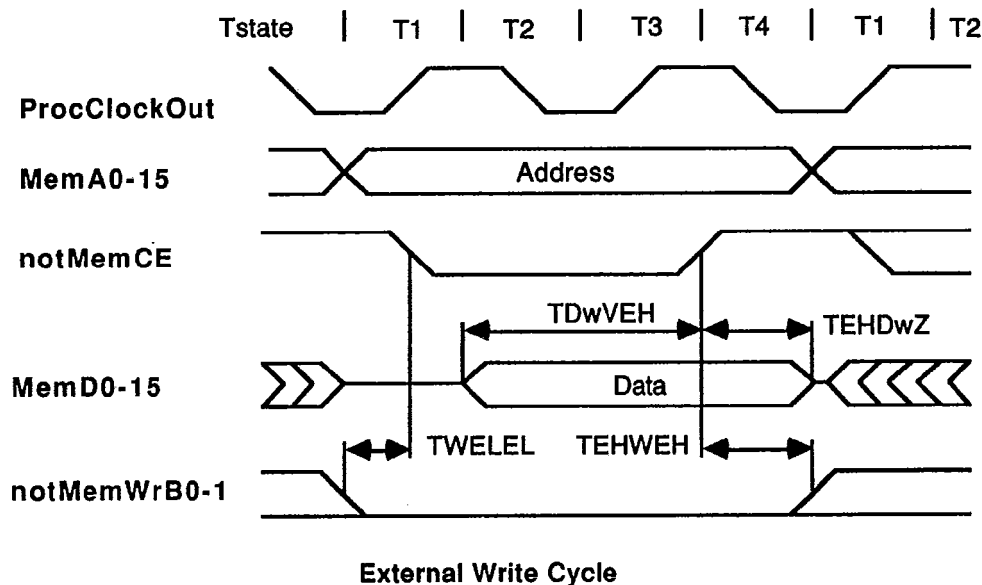 Tstate | T1 | T2 | T3 | T4 | T1 | T2
ProcClockOut
MemA0-15 Address
notMemCE
TDwVEH TEHDwZ
MemD0-15 Data
TWELEL TEHWEH
notMemWrB0-1
External Write Cycle